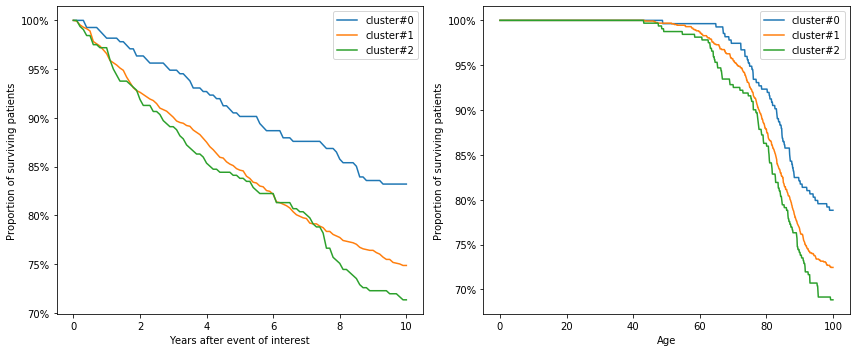 100%
95%
90%
85%
80%
75%
70%
Proportion of surviving patients
0
2
4
6
8
10
Years after event of interest
cluster#0
cluster#1
cluster#2
100%
95%
90%
85%
80%
75%
70%
Proportion of surviving patients
0
20
40
60
80
100
Age
cluster#0
cluster#1
cluster#2